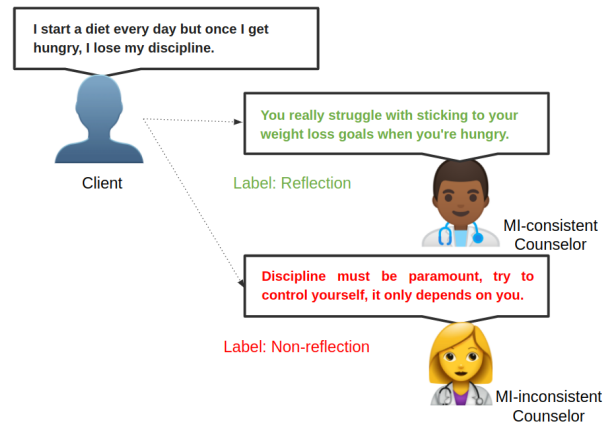 I start a diet every day but once I get
hungry, I lose my discipline.
Client
You really struggle with sticking to your
weight loss goals when you're hungry.
Label: Reflection
MI-consistent
Counselor
Discipline must be paramount, try to
control yourself, it only depends on you.
Label: Non-reflection
MI-inconsistent
Counselor